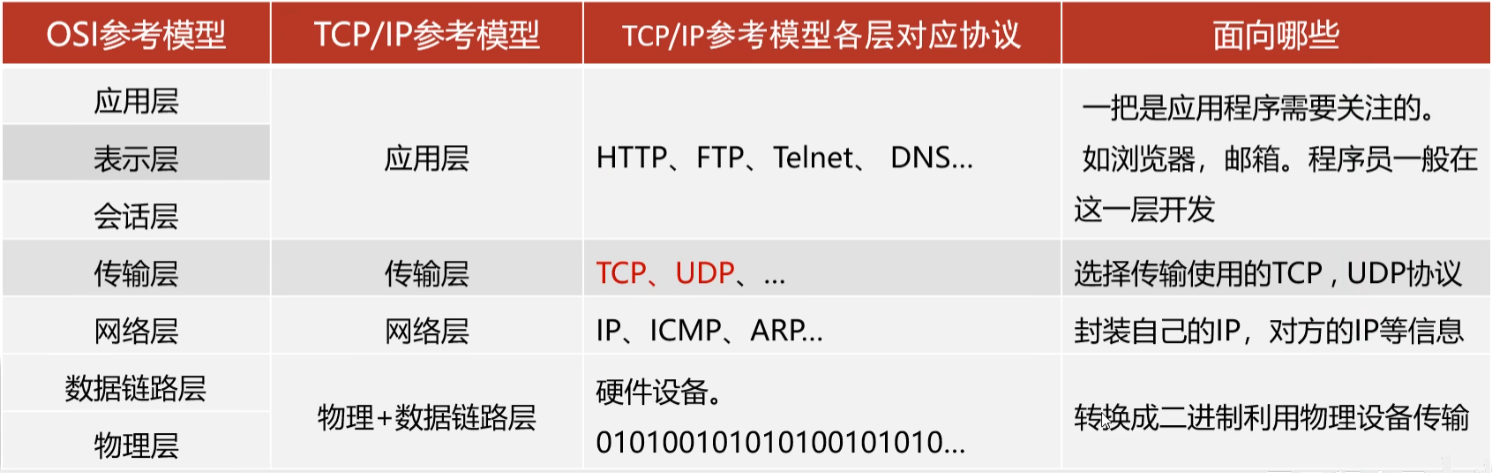 OSI参考模型
TCP/IP参考模型
TCP/IP参考模型各层对应协议
面向哪些
应用层
表示层
会话层
应用层
HTTP、FTP、Telnet、 DNS...
一把是应用程序需要关注的。
如浏览器，邮箱。程序员一般在
这一层开发
传输层
传输层
TCP、UDP、...
选择传输使用的TCP , UDP协议
网络层
网络层
IP、ICMP、ARP...
封装自己的IP，对方的IP等信息
数据链路层
物理层
物理+数据链路层
硬件设备。
010100101010100101010...
转换成二进制利用物理设备传输